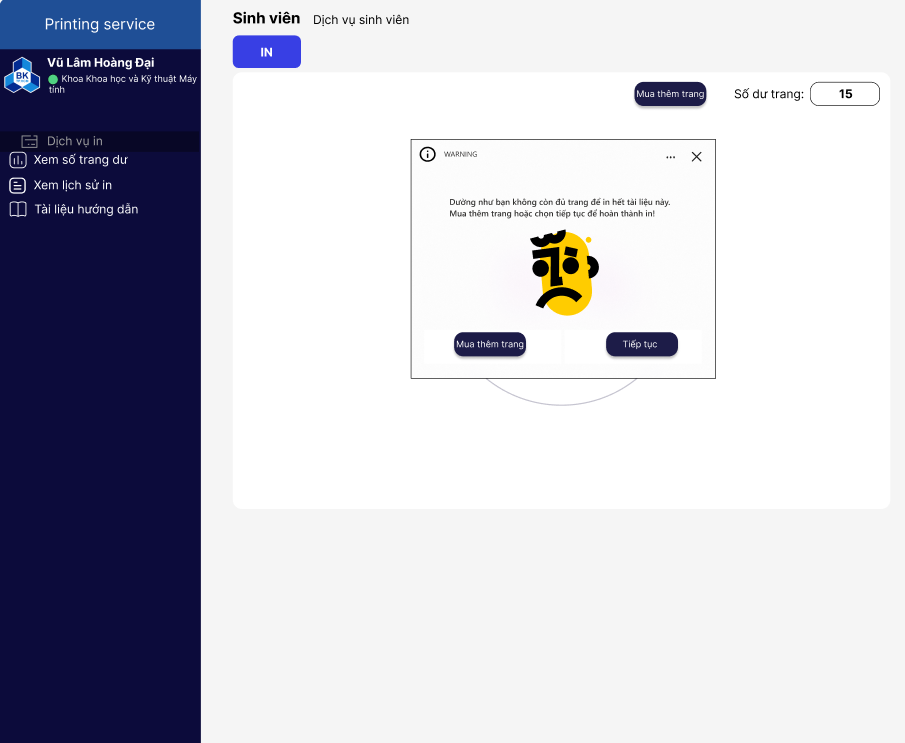 Printing service
BK
Vũ Lâm Hoàng Đại
Khoa Khoa học và Kỹ thuật Máy
tính
Dịch vụ in
Xem số trang dư
Xem lịch sử in
Tài liệu hướng dẫn
Sinh viên Dịch vụ sinh viên
IN
Mua thêm trang Số dư trang: 15
WARNING
Dường như bạn không còn đủ trang để in hết tài liệu này.
Mua thêm trang hoặc chọn tiếp tục để hoàn thành in!
Mua thêm trang Tiếp tục